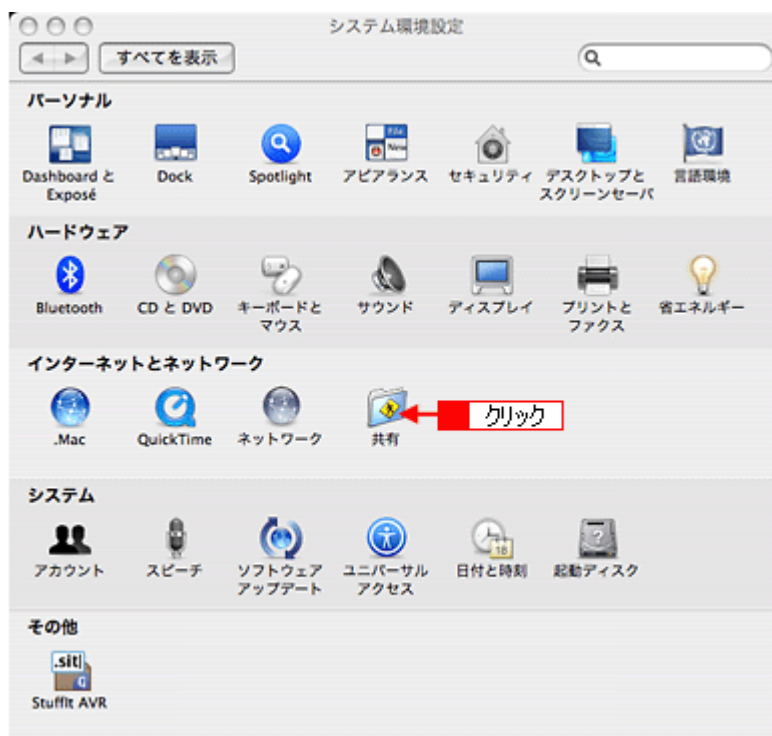 システム環境設定
すべてを表示
パーソナル
Dashboard と
Exposé
Dock
Spotlight
File
New
アピアランス
セキュリティ
デスクトップと
スクリーンセーバ
言語環境
ハードウェア
Bluetooth
CD と DVD
キーボードと
マウス
サウンド
ディスプレイ
プリントと
ファクス
省エネルギー
インターネットとネットワーク
.Mac
QuickTime
ネットワーク
共有
クリック
システム
アカウント
スピーチ
ソフトウェア
アップデート
ユニバーサル
アクセス
18
日付と時刻
?
起動ディスク
その他
.sit
StuffIt AVR